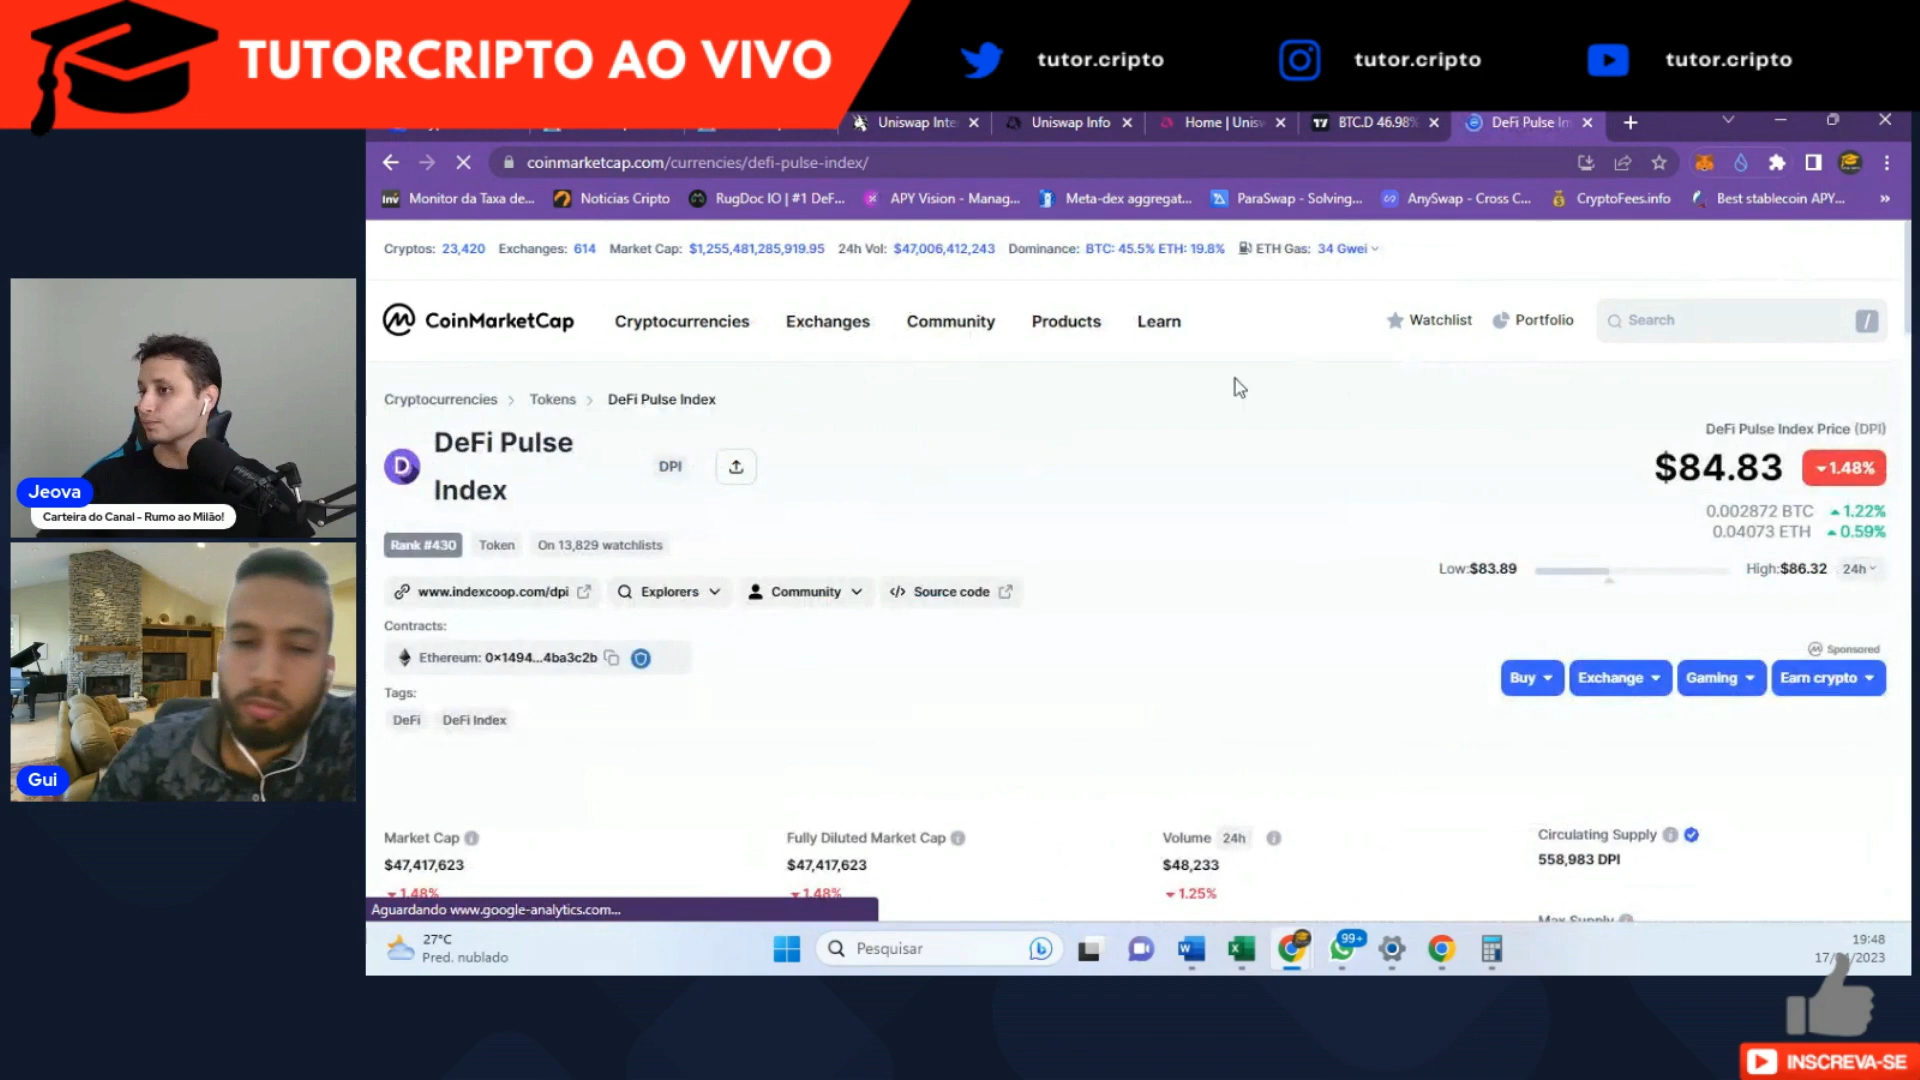 TUTORCRIPTO AO VIVO
tutor.cripto
tutor.cripto
tutor.cripto
Uniswap Inte
Uniswap Info
Home | Unis
BTC.D 46.98%
DeFi Pulse In
coinmarketcap.com/currencies/defi-pulse-index/
Monitor da Taxa de...
Noticias Cripto
RugDoc IO | #1 DeF...
APY Vision - Manag...
Meta-dex aggregat...
ParaSwap - Solving...
AnySwap - Cross C...
CryptoFees.info
Best stablecoin APY...
»
Cryptos: 23,420 Exchanges: 614 Market Cap: $1,255,481,285,919.95 24h Vol: $47,006,412,243 Dominance: BTC: 45.5% ETH: 19.8% ETH Gas: 34 Gwei
CoinMarketCap
Cryptocurrencies
Exchanges
Community
Products
Learn
Watchlist
Portfolio
Search
/
Cryptocurrencies > Tokens > DeFi Pulse Index
DeFi Pulse
Index
DPI
Rank #430
Token
On 13,829 watchlists
www.indexcoop.com/dpi
Explorers
Community
Source code
Contracts:
Ethereum: 0x1494...4ba3c2b
Tags:
DeFi
DeFi Index
DeFi Pulse Index Price (DPI)
$84.83
1.48%
0.002872 BTC 1.22%
0.04073 ETH 0.59%
Low:$83.89
High:$86.32
24h
Sponsored
Buy
Exchange
Gaming
Earn crypto
Market Cap
$47,417,623
1.48%
Fully Diluted Market Cap
$47,417,623
1.48%
Volume 24h
$48,233
1.25%
Circulating Supply
558,983 DPI
Max Supply
Aguardando www.google-analytics.com...
27°C
Pred. nublado
Pesquisar
99+
19:48
Jeova
Carteira do Canal - Rumo ao Milão!
Gui
INSCREVA-SE